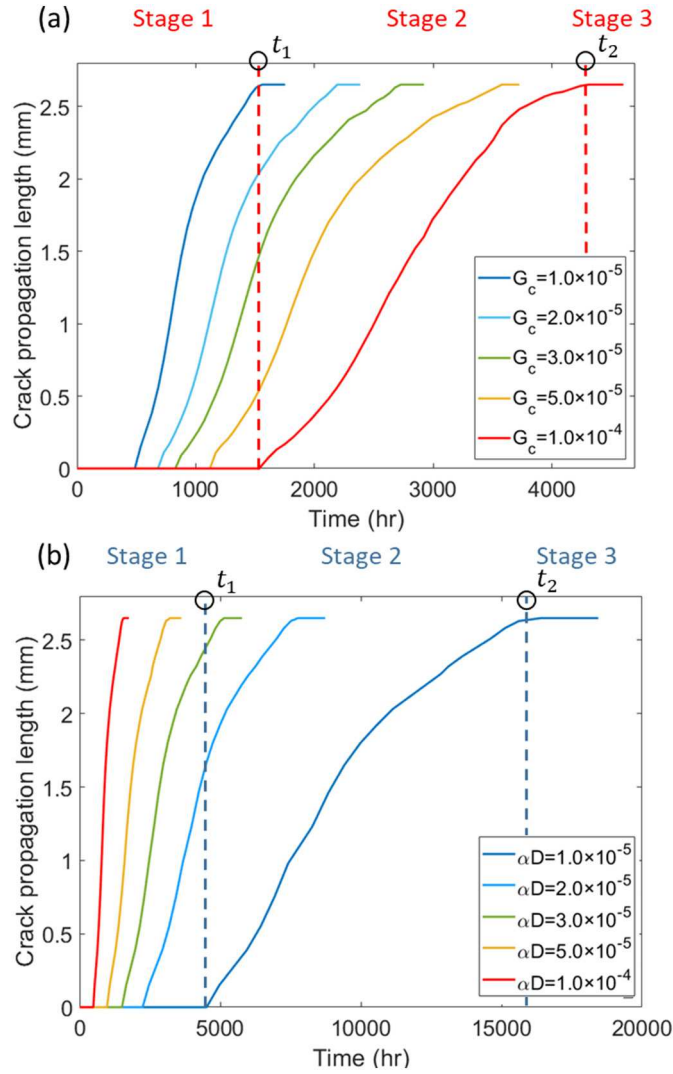 (a) Stage 1 Stage 2 Stage 3
t₁ t₂
2.5
2
1.5
1
0.5
0
Crack propagation length (mm)
G_c=1.0×10⁻⁵
G_c=2.0×10⁻⁵
G_c=3.0×10⁻⁵
G_c=5.0×10⁻⁵
G_c=1.0×10⁻⁴
0 1000 2000 3000 4000
Time (hr)
(b) Stage 1 Stage 2 Stage 3
t₁ t₂
2.5
2
1.5
1
0.5
0
Crack propagation length (mm)
αD=1.0×10⁻⁵
αD=2.0×10⁻⁵
αD=3.0×10⁻⁵
αD=5.0×10⁻⁵
αD=1.0×10⁻⁴
0 5000 10000 15000 20000
Time (hr)